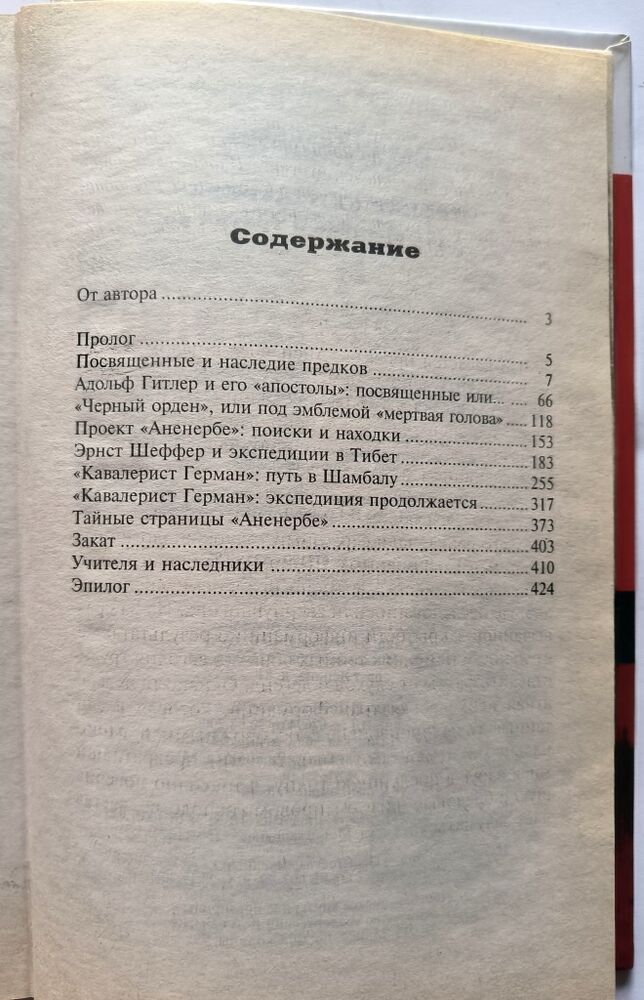 Содержание
От автора ........ 3
Пролог ........ 5
Посвященные и наследие предков ........ 7
Адольф Гитлер и его «апостолы»: посвященные или... .... 66
«Черный орден», или под эмблемой «мертвая голова» ..... 118
Проект «Аненербе»: поиски и находки ........ 153
Эрнст Шеффер и экспедиции в Тибет ........ 183
«Кавалерист Герман»: путь в Шамбалу ........ 255
«Кавалерист Герман»: экспедиция продолжается ........ 317
Тайные страницы «Аненербе» ........ 373
Закат ........ 403
Учителя и наследники ........ 410
Эпилог ........ 424